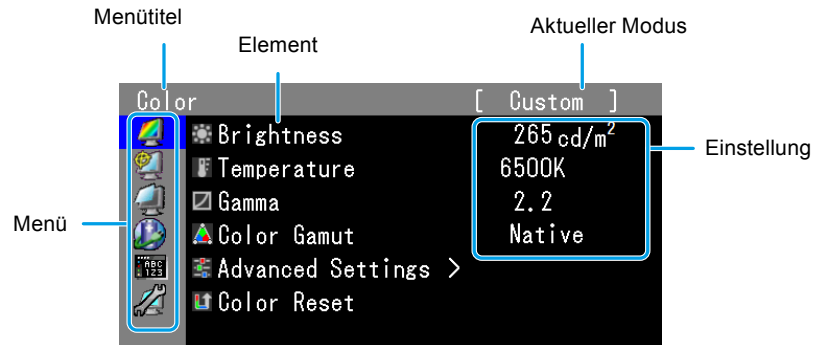 Menütitel
Element
Aktueller Modus
Color [ Custom ]
Brightness 265 cd/m²
Temperature 6500K
Gamma 2.2
Color Gamut Native
Advanced Settings >
Color Reset
Menü
Einstellung
ABC
123